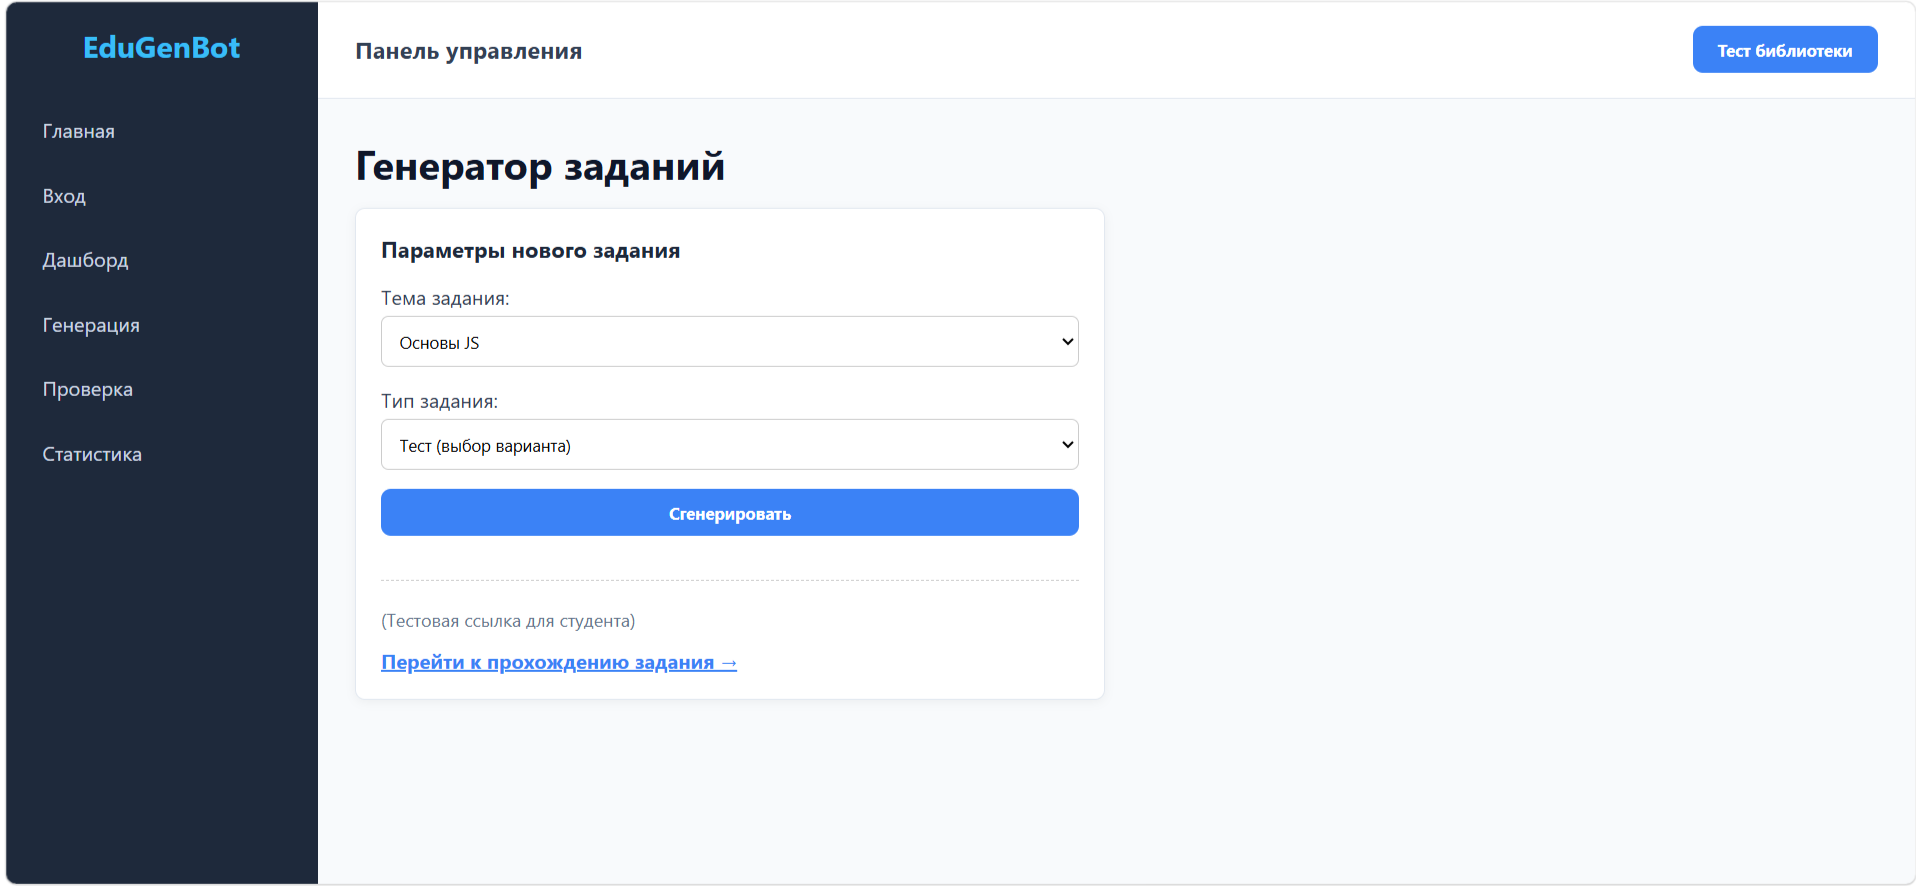 EduGenBot
Главная
Вход
Дашборд
Генерация
Проверка
Статистика
Панель управления
Тест библиотеки
Генератор заданий
Параметры нового задания
Тема задания:
Основы JS
Тип задания:
Тест (выбор варианта)
Сгенерировать
(Тестовая ссылка для студента)
Перейти к прохождению задания →